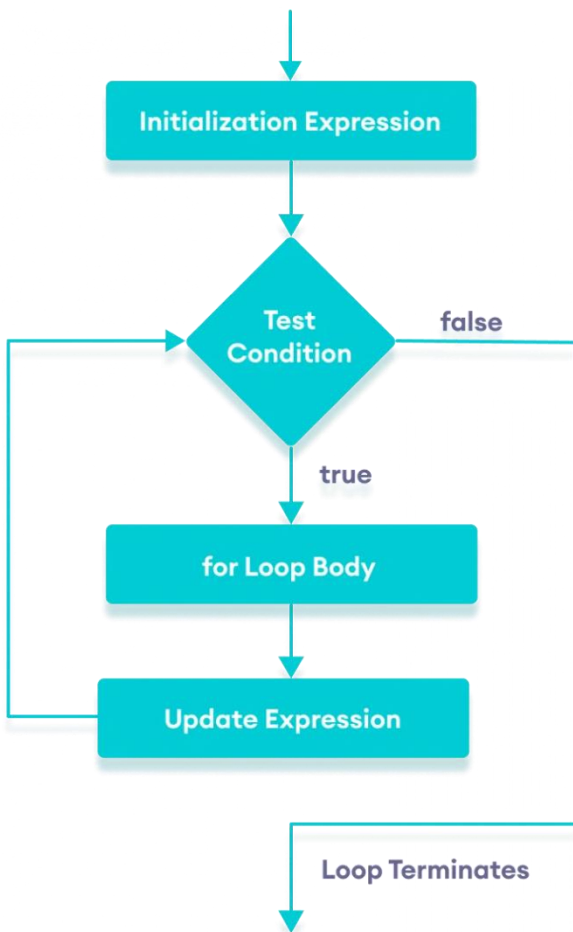 Initialization Expression
Test
Condition
false
true
for Loop Body
Update Expression
Loop Terminates